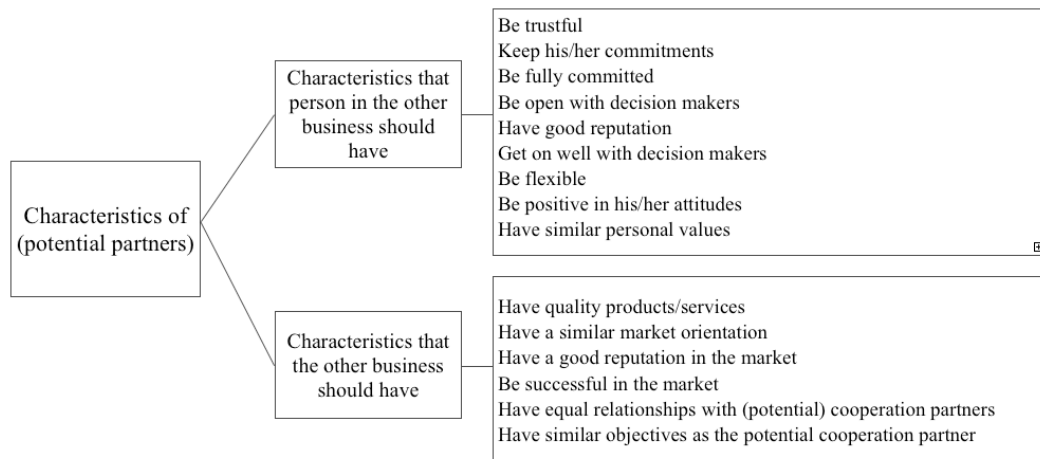 Characteristics of
(potential partners)
Characteristics that
person in the other
business should
have
Be trustful
Keep his/her commitments
Be fully committed
Be open with decision makers
Have good reputation
Get on well with decision makers
Be flexible
Be positive in his/her attitudes
Have similar personal values
Characteristics that
the other business
should have
Have quality products/services
Have a similar market orientation
Have a good reputation in the market
Be successful in the market
Have equal relationships with (potential) cooperation partners
Have similar objectives as the potential cooperation partner